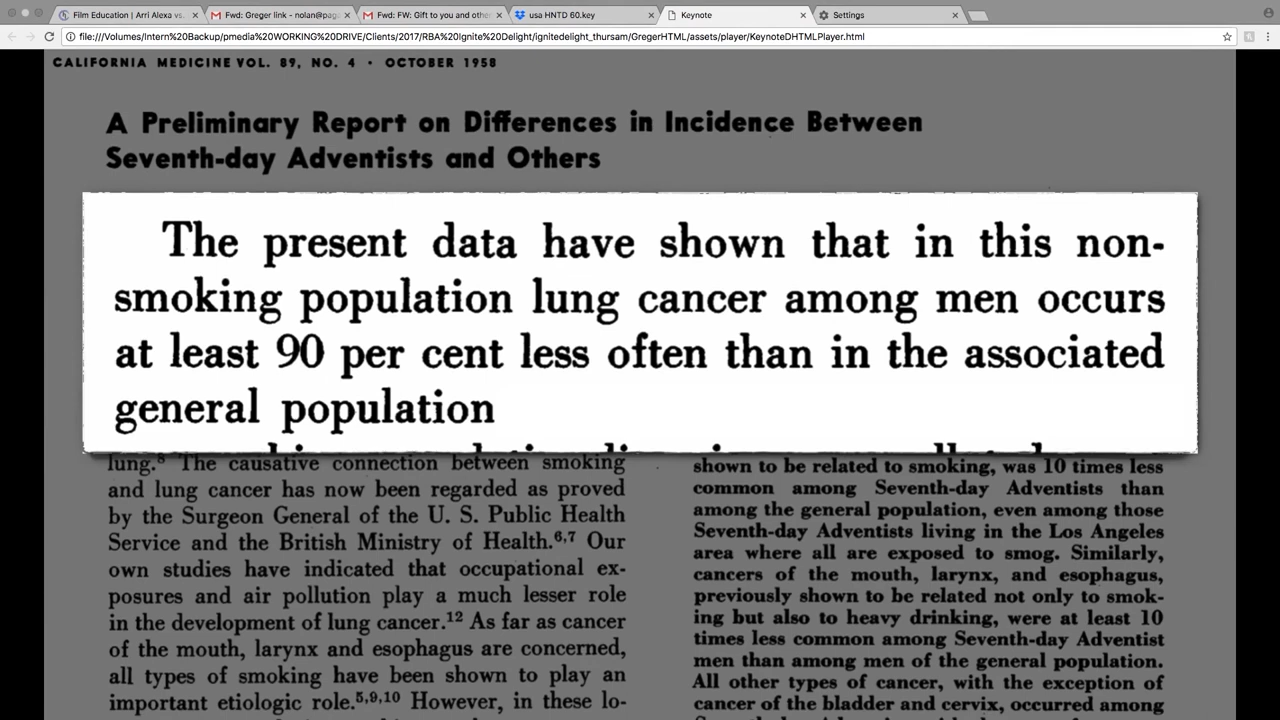 Film Education | Arri Alexa vs.
Fwd: Greger link - nolan@pag
Fwd: FW: Gift to you and othe
usa HNTD 60.key
Keynote
Settings
file:///Volumes/Intern%20Backup/pmedia%20WORKING%20DRIVE/Clients/2017/RBA%20Ignite%20Delight/ignitedelight_thursam/GregerHTML/assets/player/KeynoteDHTMLPlayer.html
CALIFORNIA MEDICINE VOL. 89, NO. 4 • OCTOBER 1958
A Preliminary Report on Differences in Incidence Between
Seventh-day Adventists and Others
The present data have shown that in this non-
smoking population lung cancer among men occurs
at least 90 per cent less often than in the associated
general population
lung.⁸ The causative connection between smoking
and lung cancer has now been regarded as proved
by the Surgeon General of the U. S. Public Health
Service and the British Ministry of Health.⁶,⁷ Our
own studies have indicated that occupational ex-
posures and air pollution play a much lesser role
in the development of lung cancer.¹² As far as cancer
of the mouth, larynx and esophagus are concerned,
all types of smoking have been shown to play an
important etiologic role.⁵,⁹,¹⁰ However, in these lo-
shown to be related to smoking, was 10 times less
common among Seventh-day Adventists than
among the general population, even among those
Seventh-day Adventists living in the Los Angeles
area where all are exposed to smog. Similarly,
cancers of the mouth, larynx, and esophagus,
previously shown to be related not only to smok-
ing but also to heavy drinking, were at least 10
times less common among Seventh-day Adventist
men than among men of the general population.
All other types of cancer, with the exception of
cancer of the bladder and cervix, occurred among